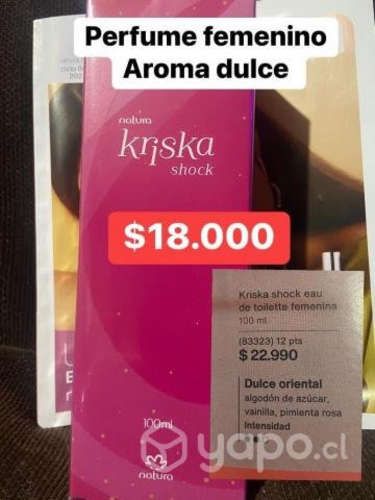 Perfume femenino
Aroma dulce
natura
kriska
shock
$18.000
Kriska shock eau
de toilette femenina
100 ml
(83323) 12 pts
$ 22.990
Dulce oriental
algodón de azúcar,
vainilla, pimienta rosa
Intensidad
100ml
natura
yapo.cl